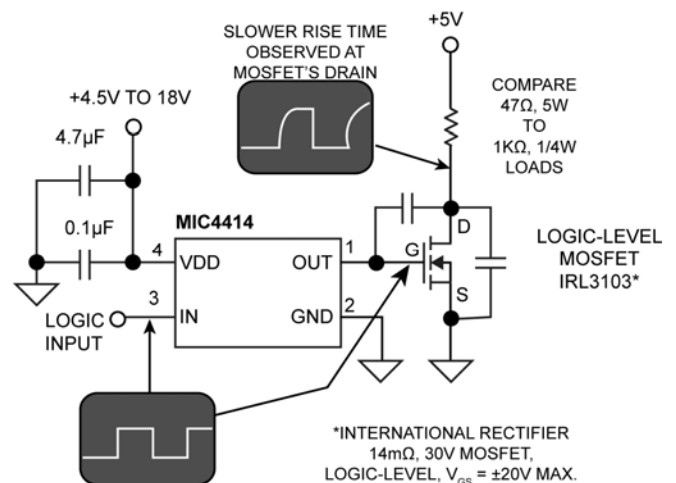 +5V
SLOWER RISE TIME
OBSERVED AT
MOSFET'S DRAIN
+4.5V TO 18V
4.7µF
COMPARE
47Ω, 5W
TO
1KΩ, 1/4W
LOADS
0.1µF
MIC4414
4
VDD
OUT
1
G
D
S
LOGIC-LEVEL
MOSFET
IRL3103*
3
IN
GND
2
LOGIC
INPUT
*INTERNATIONAL RECTIFIER
14mΩ, 30V MOSFET,
LOGIC-LEVEL, VGS = ±20V MAX.